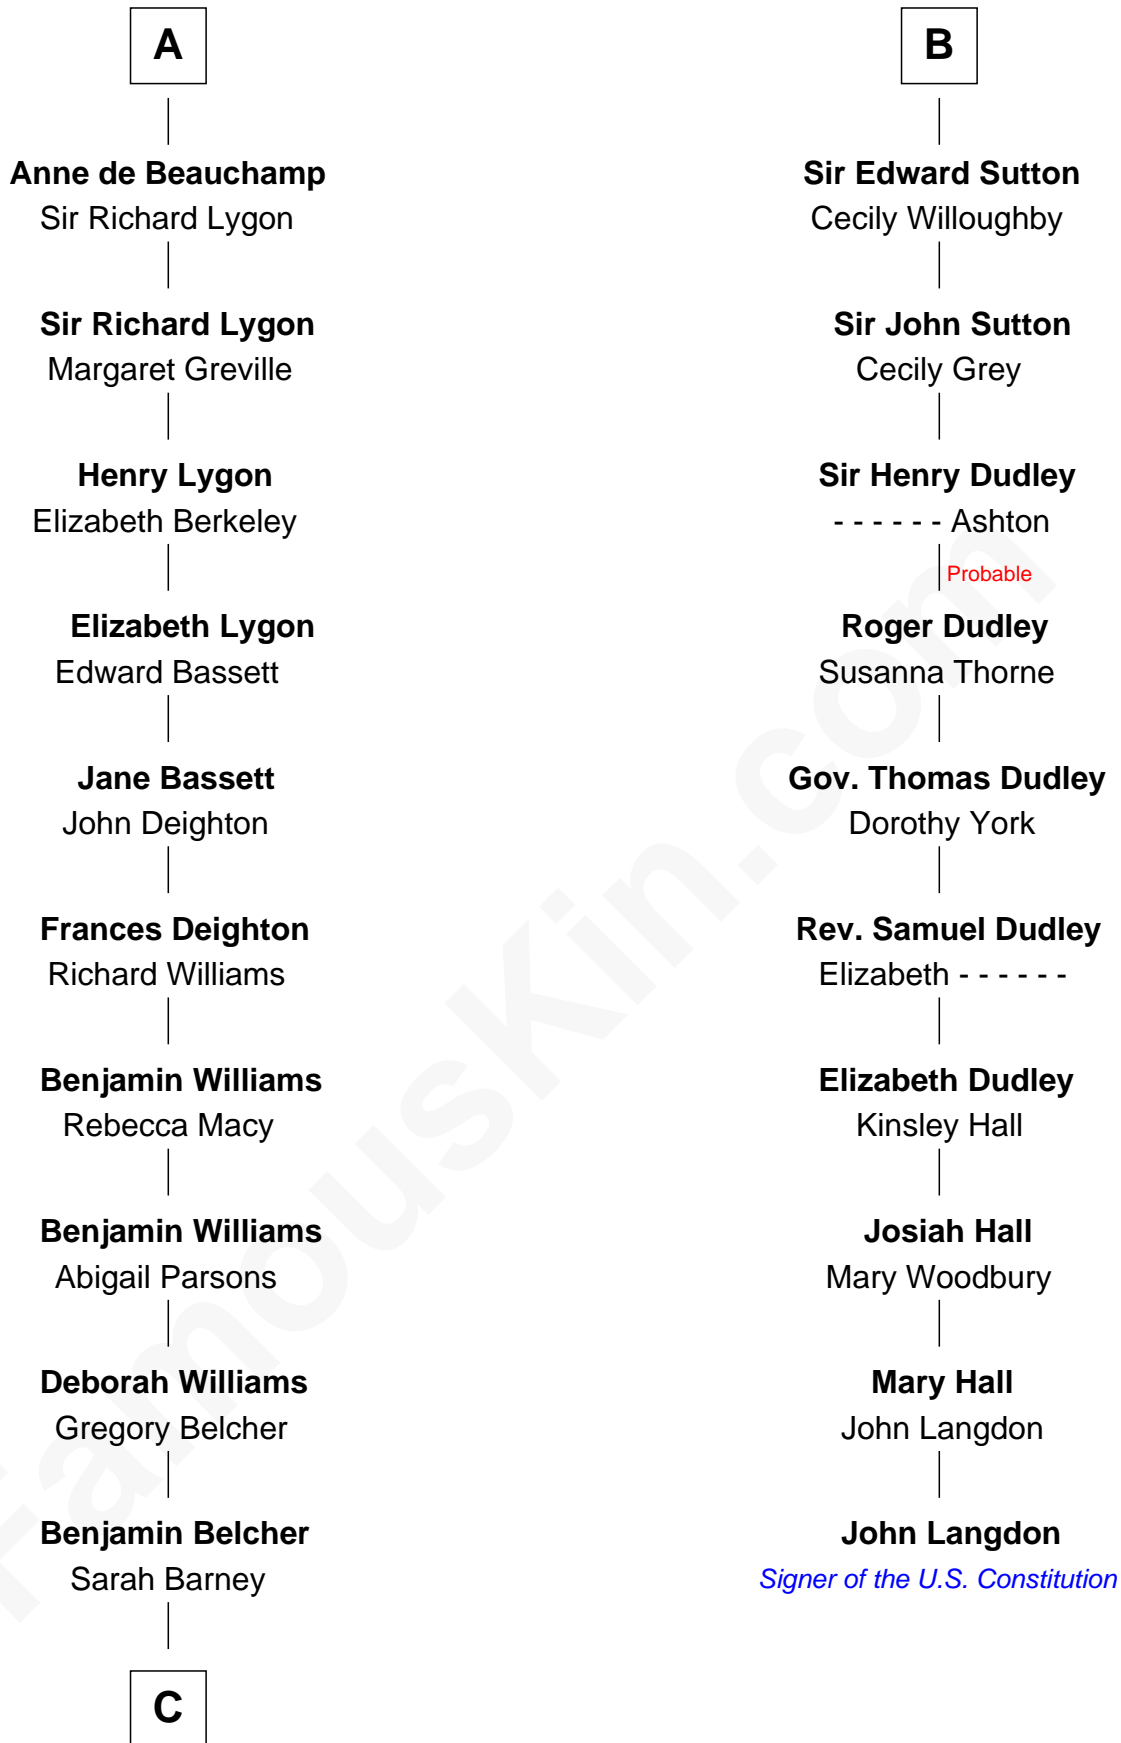 A
Anne de Beauchamp
Sir Richard Lygon
Sir Richard Lygon
Margaret Greville
Henry Lygon
Elizabeth Berkeley
Elizabeth Lygon
Edward Bassett
Jane Bassett
John Deighton
Frances Deighton
Richard Williams
Benjamin Williams
Rebecca Macy
Benjamin Williams
Abigail Parsons
Deborah Williams
Gregory Belcher
Benjamin Belcher
Sarah Barney
C
B
Sir Edward Sutton
Cecily Willoughby
Sir John Sutton
Cecily Grey
Sir Henry Dudley
- - - - - - Ashton
Probable
Roger Dudley
Susanna Thorne
Gov. Thomas Dudley
Dorothy York
Rev. Samuel Dudley
Elizabeth - - - - - -
Elizabeth Dudley
Kinsley Hall
Josiah Hall
Mary Woodbury
Mary Hall
John Langdon
John Langdon
Signer of the U.S. Constitution
FamousKin.com